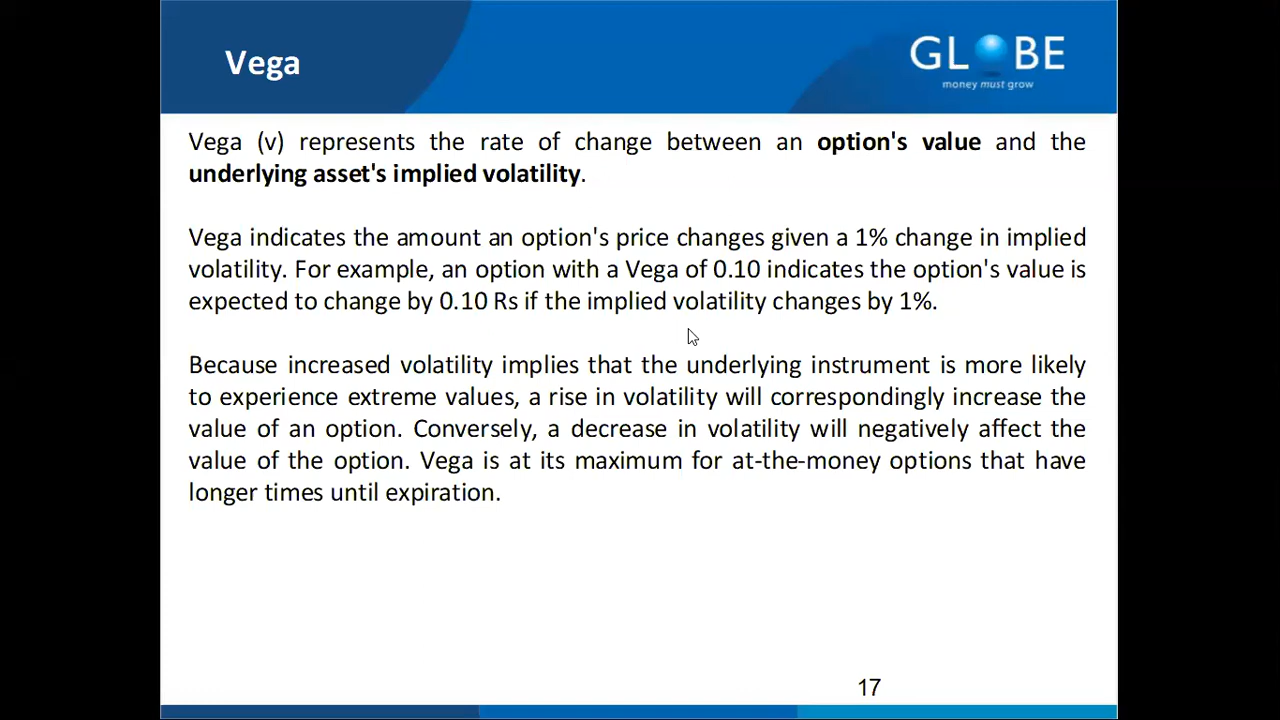 Vega
GLOBE
money must grow
Vega (v) represents the rate of change between an option's value and the
underlying asset's implied volatility.
Vega indicates the amount an option's price changes given a 1% change in implied
volatility. For example, an option with a Vega of 0.10 indicates the option's value is
expected to change by 0.10 Rs if the implied volatility changes by 1%.
Because increased volatility implies that the underlying instrument is more likely
to experience extreme values, a rise in volatility will correspondingly increase the
value of an option. Conversely, a decrease in volatility will negatively affect the
value of the option. Vega is at its maximum for at-the-money options that have
longer times until expiration.
17